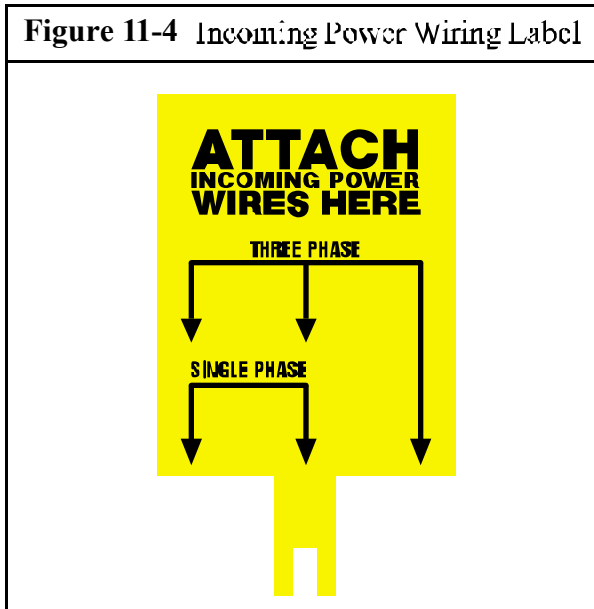 Figure 11-4 Incoming Power Wiring Label
ATTACH
INCOMING POWER
WIRES HERE
THREE PHASE
SINGLE PHASE